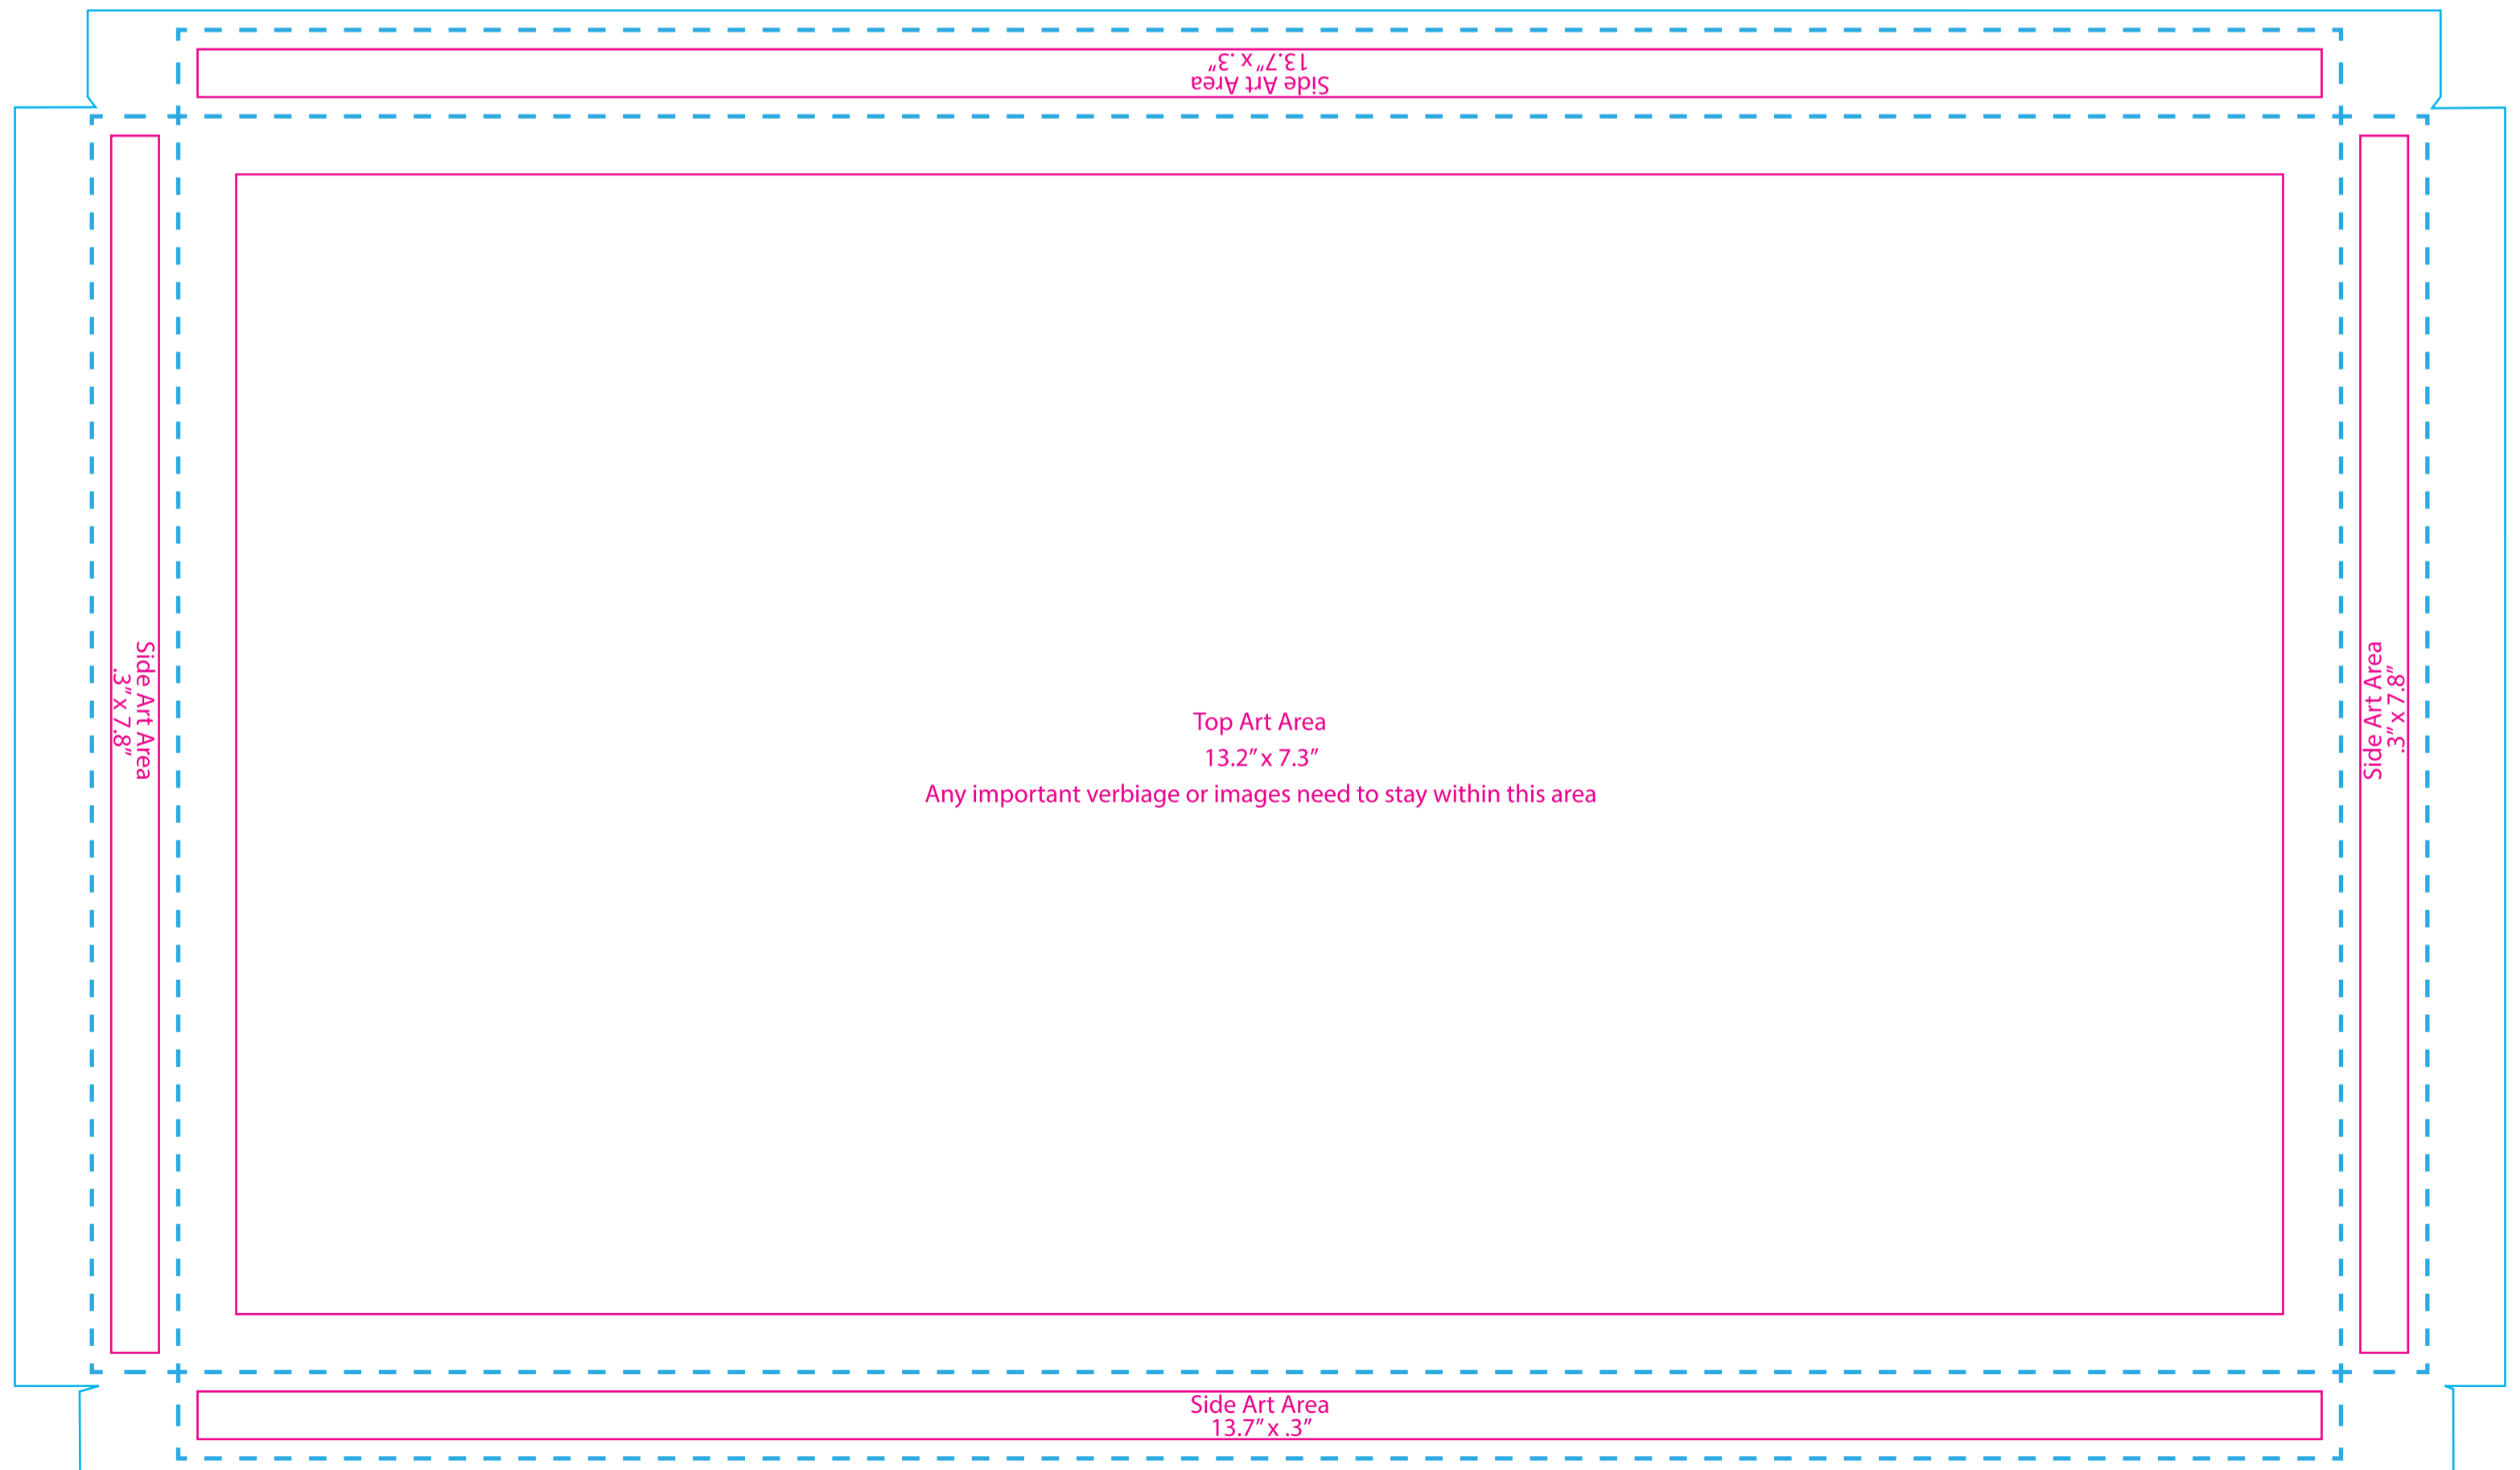 Side Art Area
13.7” x .3”
Side Art Area
.3” x 7.8”
Top Art Area
13.2” x 7.3”
Any important verbiage or images need to stay within this area
Side Art Area
.3” x 7.8”
Side Art Area
13.7” x .3”